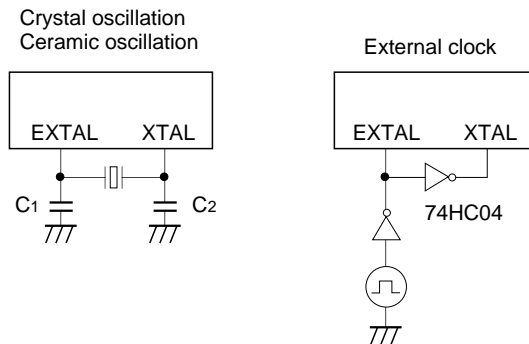 Crystal oscillation
Ceramic oscillation
EXTAL XTAL
C1 C2
External clock
EXTAL XTAL
74HC04